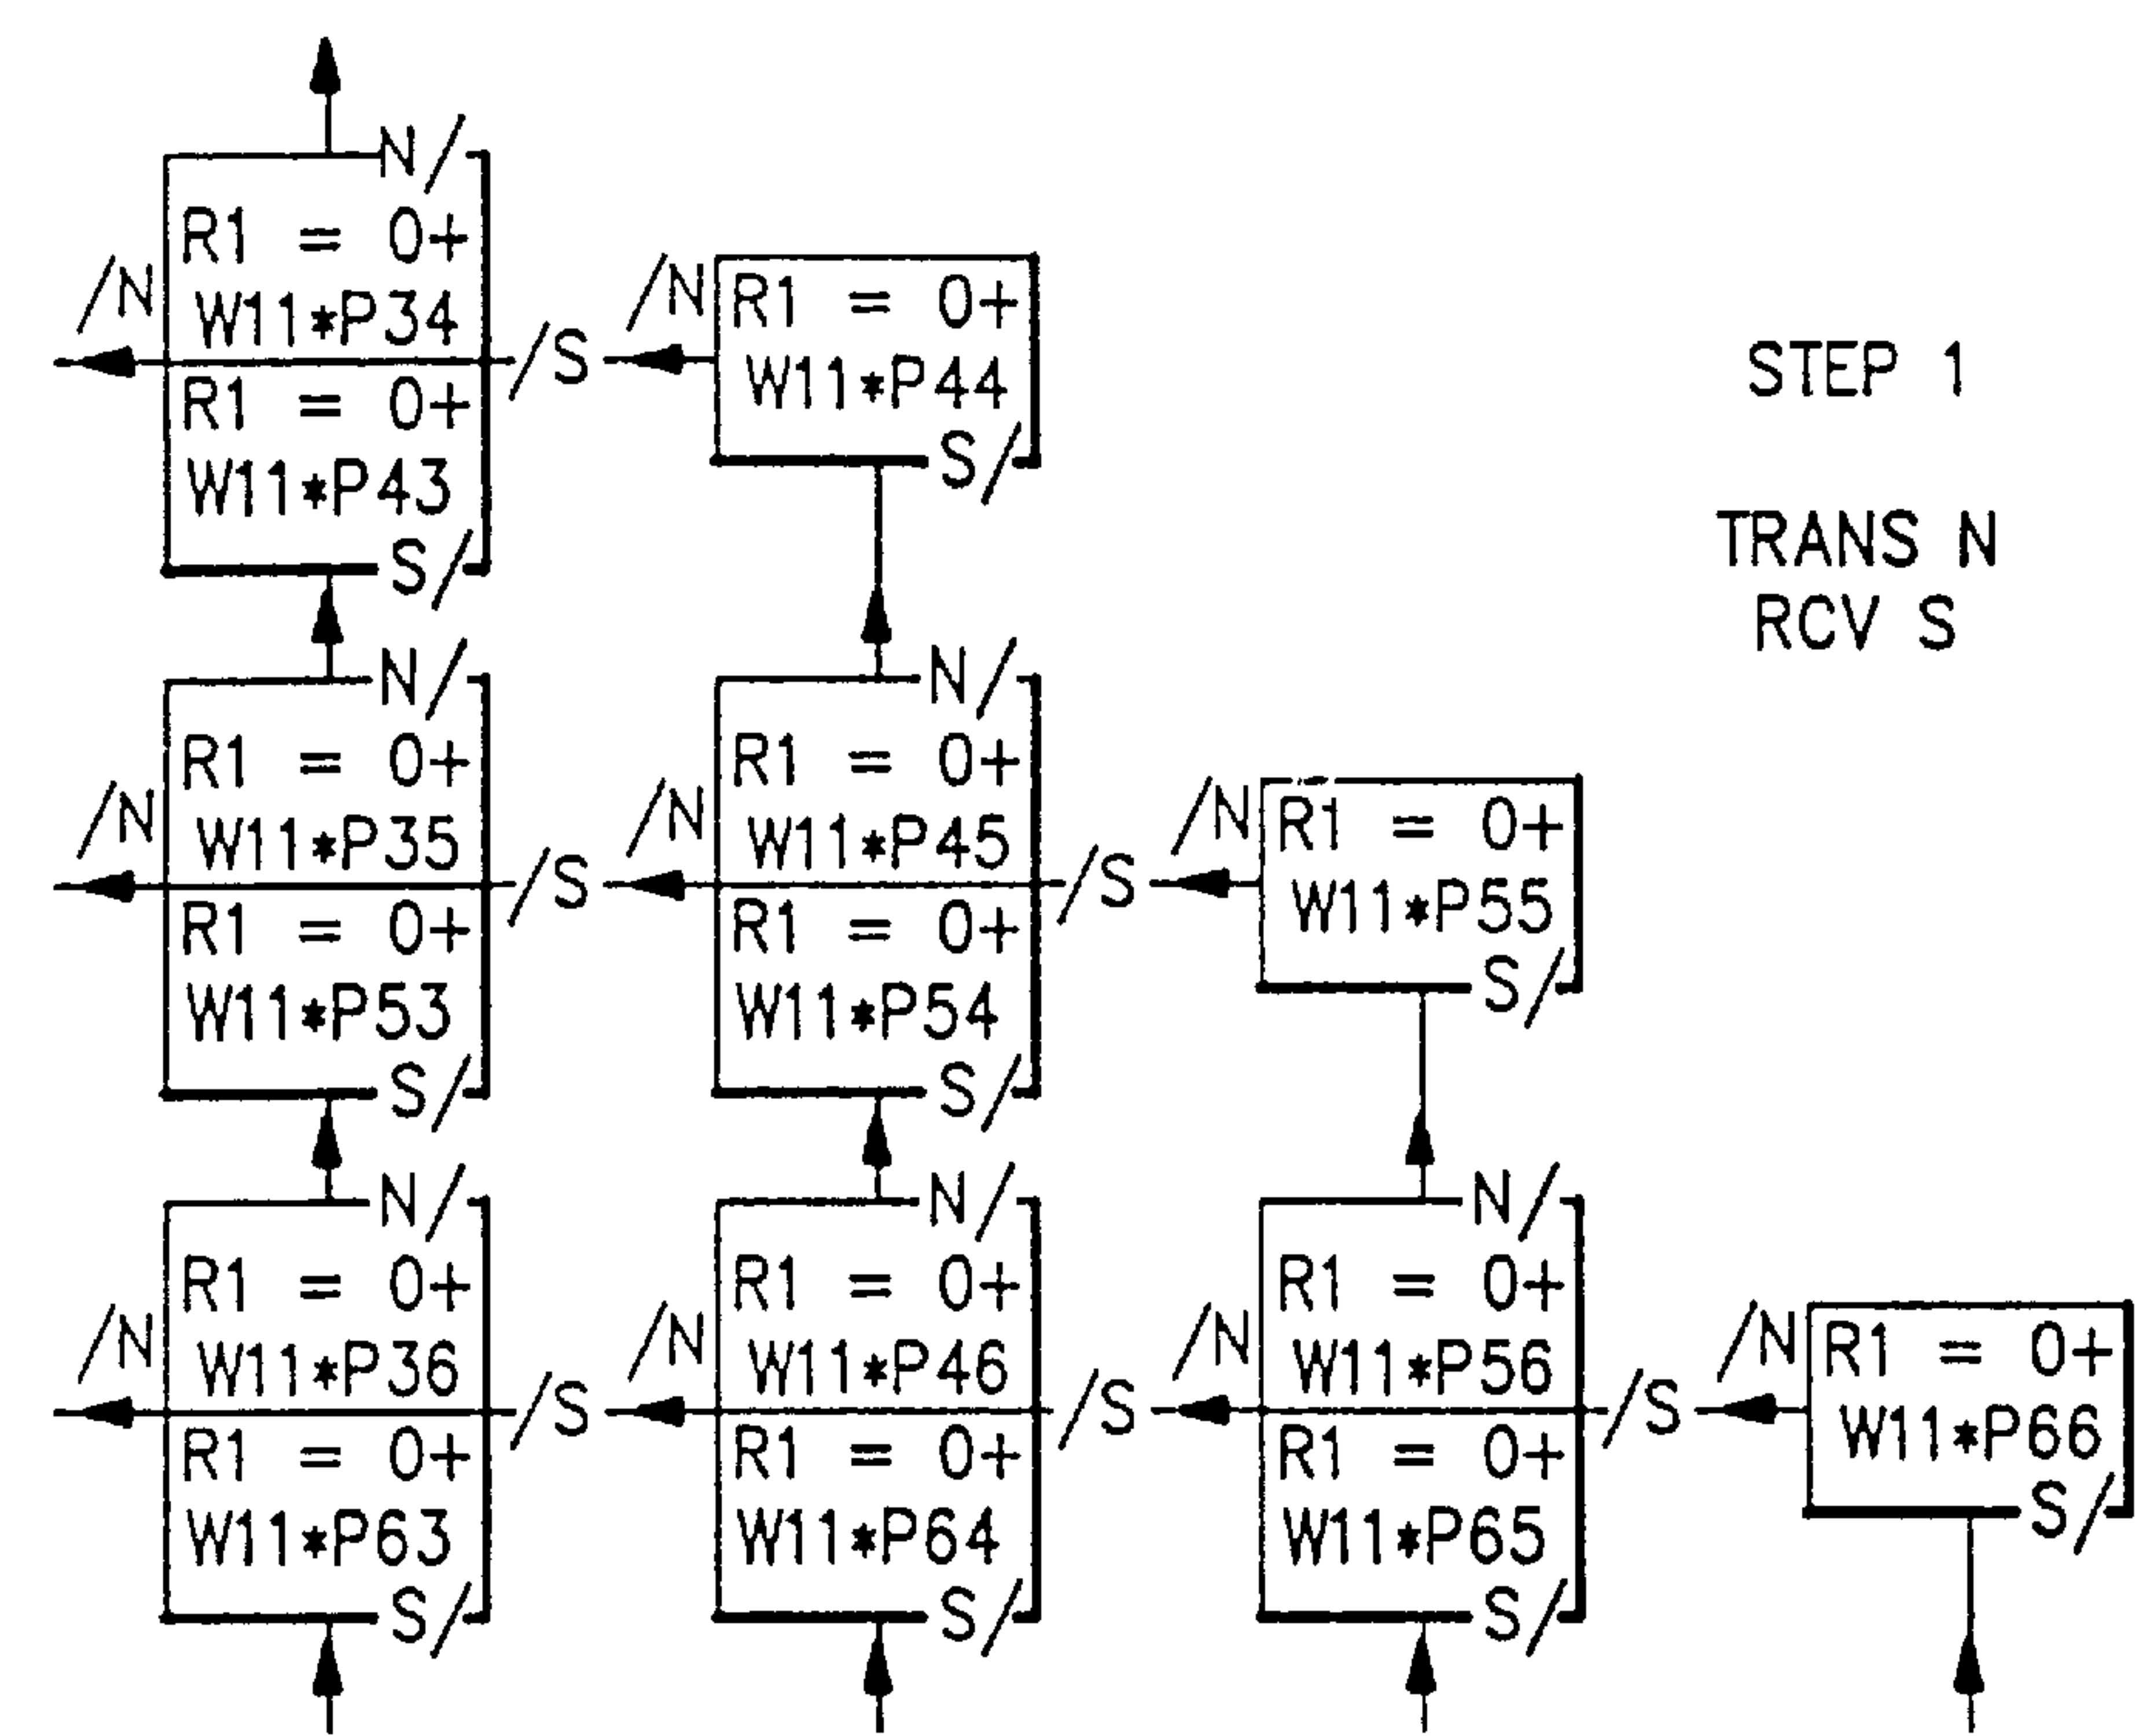 N/
R1 = 0+
/N
W11*P34
/S
R1 = 0+
W11*P43
S/
/N
R1 = 0+
W11*P44
S/
STEP 1
TRANS N
RCV S
N/
R1 = 0+
/N
W11*P35
/S
R1 = 0+
W11*P53
S/
N/
R1 = 0+
/N
W11*P45
/S
R1 = 0+
W11*P54
S/
/N
R1 = 0+
W11*P55
S/
N/
R1 = 0+
/N
W11*P36
/S
R1 = 0+
W11*P63
S/
N/
R1 = 0+
/N
W11*P46
/S
R1 = 0+
W11*P64
S/
N/
R1 = 0+
/N
W11*P56
/S
R1 = 0+
W11*P65
S/
/N
R1 = 0+
W11*P66
S/